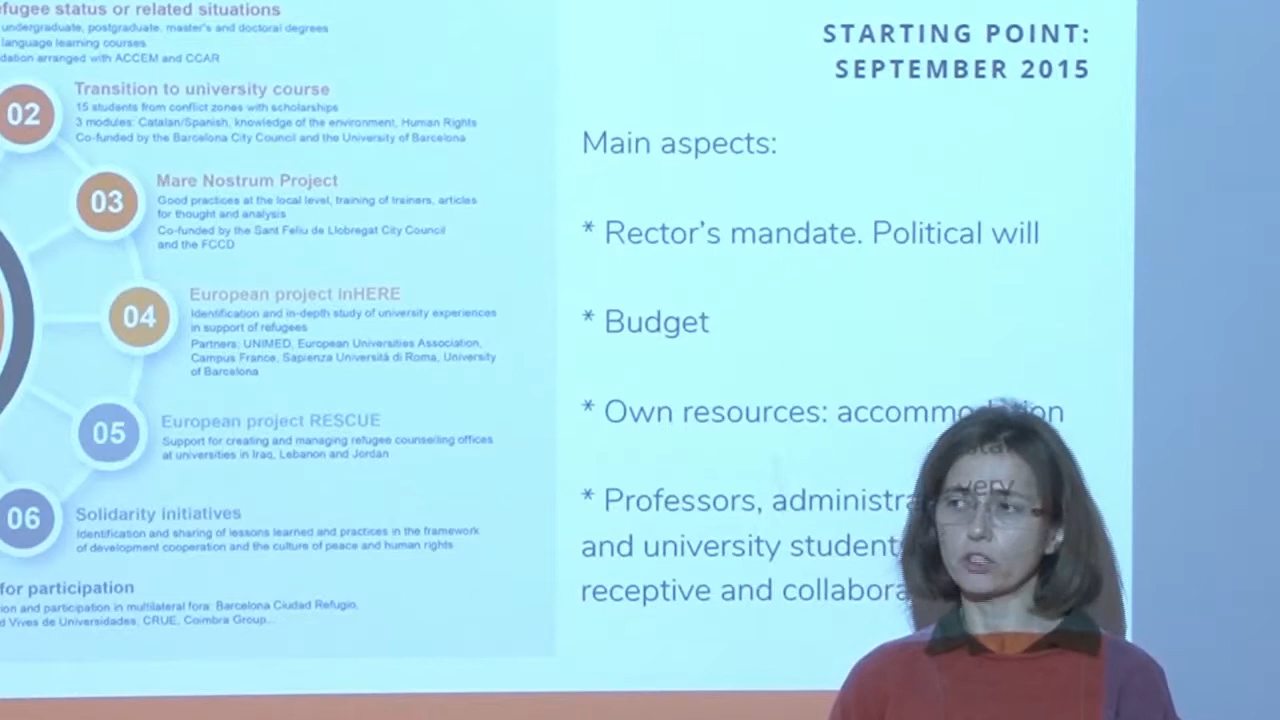 fugee status or related situations
undergraduate, postgraduate, master's and doctoral degrees
language learning courses
dation arranged with ACCEM and CCAR
02
Transition to university course
15 students from conflict zones with scholarships
3 modules: Catalan/Spanish, knowledge of the environment, Human Rights
Co-funded by the Barcelona City Council and the University of Barcelona
03
Mare Nostrum Project
Good practices at the local level, training of trainers, articles
for thought and analysis
Co-funded by the Sant Feliu de Llobregat City Council
and the FCCD
04
European project inHERE
Identification and in-depth study of university experiences
in support of refugees
Partners: UNIMED, European Universities Association,
Campus France, Sapienza Università di Roma, University
of Barcelona
05
European project RESCUE
Support for creating and managing refugee counselling offices
at universities in Iraq, Lebanon and Jordan
06
Solidarity initiatives
Identification and sharing of lessons learned and practices in the framework
of development cooperation and the culture of peace and human rights
for participation
ion and participation in multilateral fora: Barcelona Ciudad Refugio,
d Vives de Universidades, CRUE, Coimbra Group...
STARTING POINT:
SEPTEMBER 2015
Main aspects:
* Rector's mandate. Political will
* Budget
* Own resources: accommodation
* Professors, administra
and university student
receptive and collabora